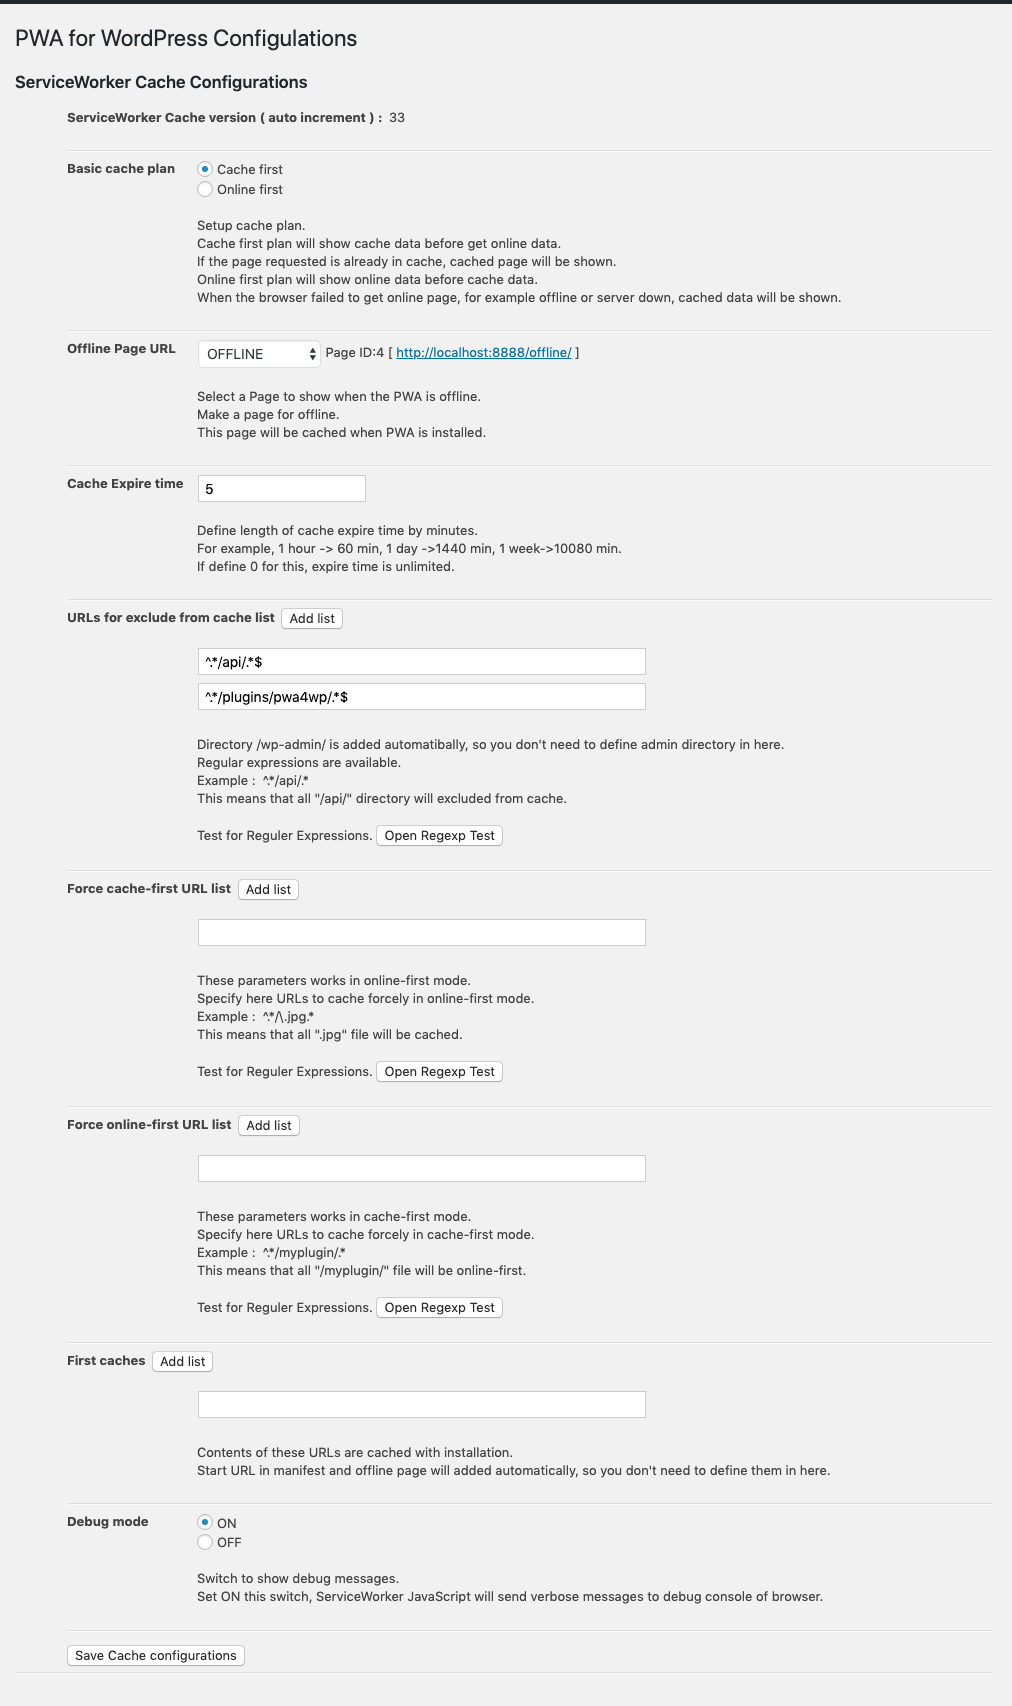 PWA for WordPress Configulations
ServiceWorker Cache Configurations
ServiceWorker Cache version ( auto increment ) : 33
Basic cache plan
Cache first
Online first
Setup cache plan.
Cache first plan will show cache data before get online data.
If the page requested is already in cache, cached page will be shown.
Online first plan will show online data before cache data.
When the browser failed to get online page, for example offline or server down, cached data will be shown.
Offline Page URL
OFFLINE Page ID:4 [ http://localhost:8888/offline/ ]
Select a Page to show when the PWA is offline.
Make a page for offline.
This page will be cached when PWA is installed.
Cache Expire time
5
Define length of cache expire time by minutes.
For example, 1 hour -> 60 min, 1 day ->1440 min, 1 week->10080 min.
If define 0 for this, expire time is unlimited.
URLs for exclude from cache list Add list
^.*/api/.*$
^.*/plugins/pwa4wp/.*$
Directory /wp-admin/ is added automatibally, so you don't need to define admin directory in here.
Regular expressions are available.
Example : ^.*/api/.*
This means that all "/api/" directory will excluded from cache.
Test for Reguler Expressions. Open Regexp Test
Force cache-first URL list Add list
These parameters works in online-first mode.
Specify here URLs to cache forcely in online-first mode.
Example : ^.*/\.jpg.*
This means that all ".jpg" file will be cached.
Test for Reguler Expressions. Open Regexp Test
Force online-first URL list Add list
These parameters works in cache-first mode.
Specify here URLs to cache forcely in cache-first mode.
Example : ^.*/myplugin/.*
This means that all "/myplugin/" file will be online-first.
Test for Reguler Expressions. Open Regexp Test
First caches Add list
Contents of these URLs are cached with installation.
Start URL in manifest and offline page will added automatically, so you don't need to define them in here.
Debug mode
ON
OFF
Switch to show debug messages.
Set ON this switch, ServiceWorker JavaScript will send verbose messages to debug console of browser.
Save Cache configurations